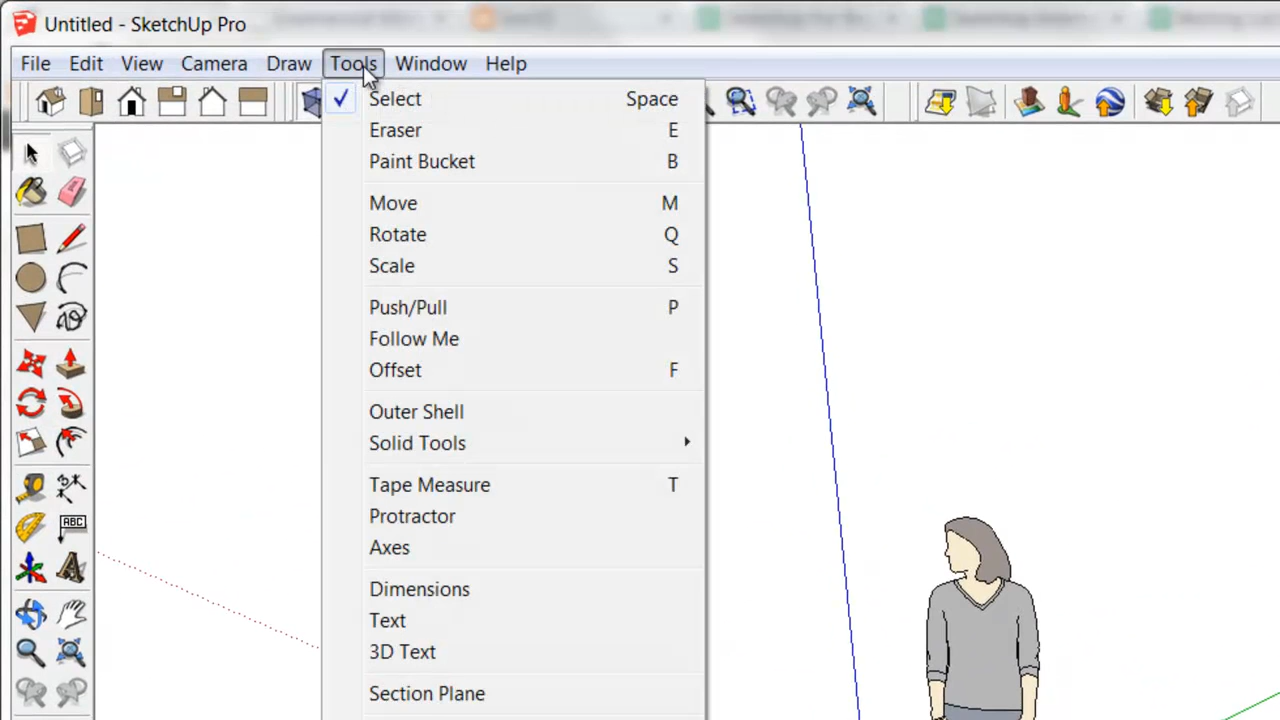 Untitled - SketchUp Pro
File Edit View Camera Draw Tools Window Help
Select Space
Eraser E
Paint Bucket B
Move M
Rotate Q
Scale S
Push/Pull P
Follow Me
Offset F
Outer Shell
Solid Tools
Tape Measure T
Protractor
Axes
Dimensions
Text
3D Text
Section Plane
ABC
A